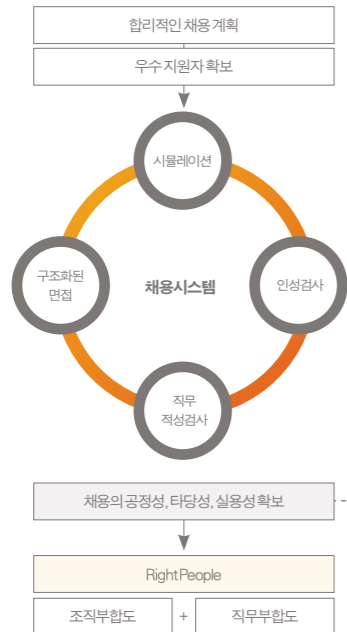 합리적인 채용 계획
우수 지원자 확보
시뮬레이션
구조화된
면접
채용시스템
인성검사
직무
적성검사
채용의 공정성, 타당성, 실용성 확보
Right People
조직부합도 + 직무부합도